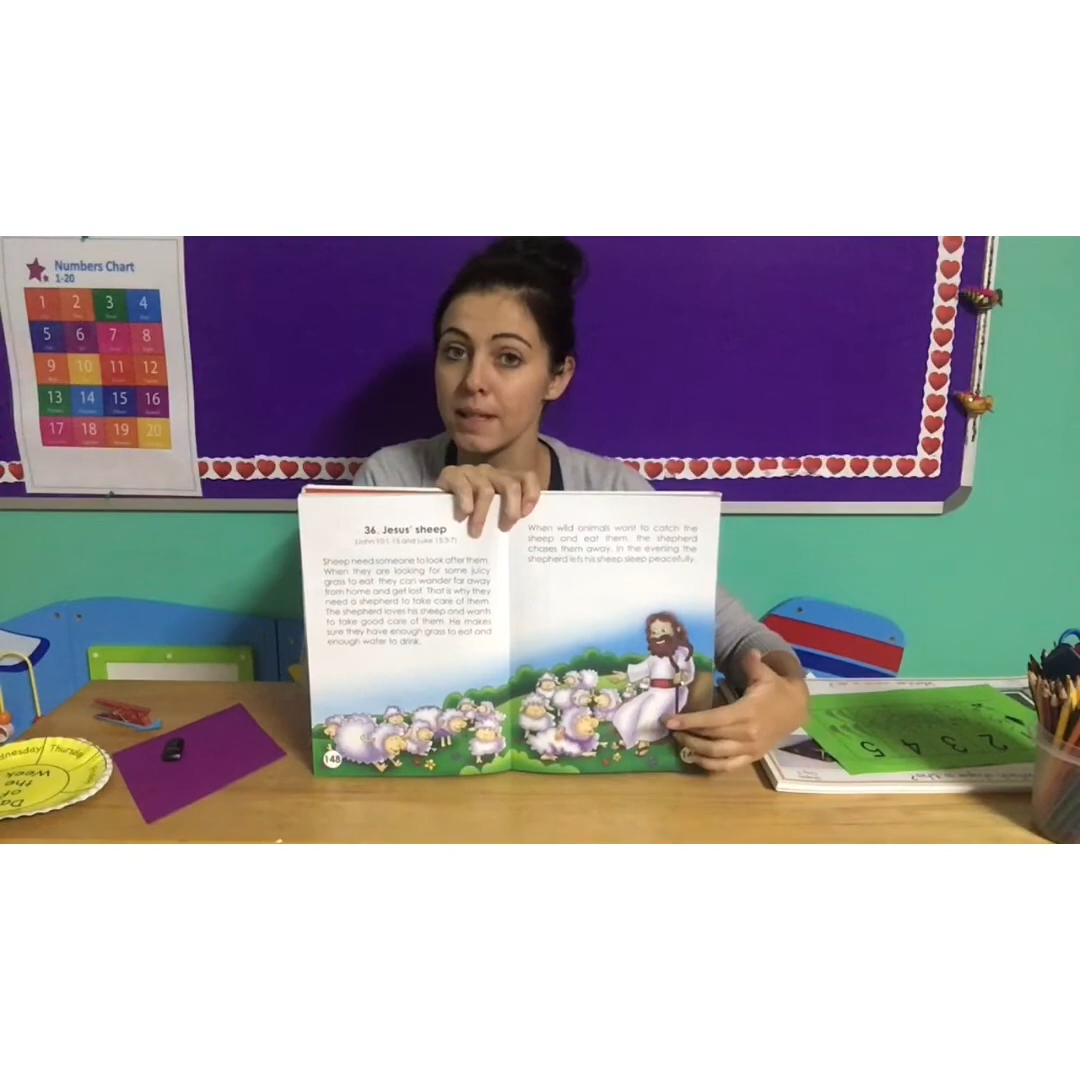 Numbers Chart
1-20
1 2 3 4
5 6 7 8
9 10 11 12
13 14 15 16
17 18 19 20
36. Jesus' sheep
(John 10:1-15 and Luke 15:3-7)
Sheep need someone to look after them.
When they are looking for some juicy
grass to eat, they can wander far away
from home and get lost. That is why they
need a shepherd to take care of them.
The shepherd loves his sheep and wants
to take good care of them. He makes
sure they have enough grass to eat and
enough water to drink.
148
When wild animals want to catch the
sheep and eat them, the shepherd
chases them away. In the evening the
shepherd lets his sheep sleep peacefully.
Thursday
Days
of
the
Week
2 3 4 5